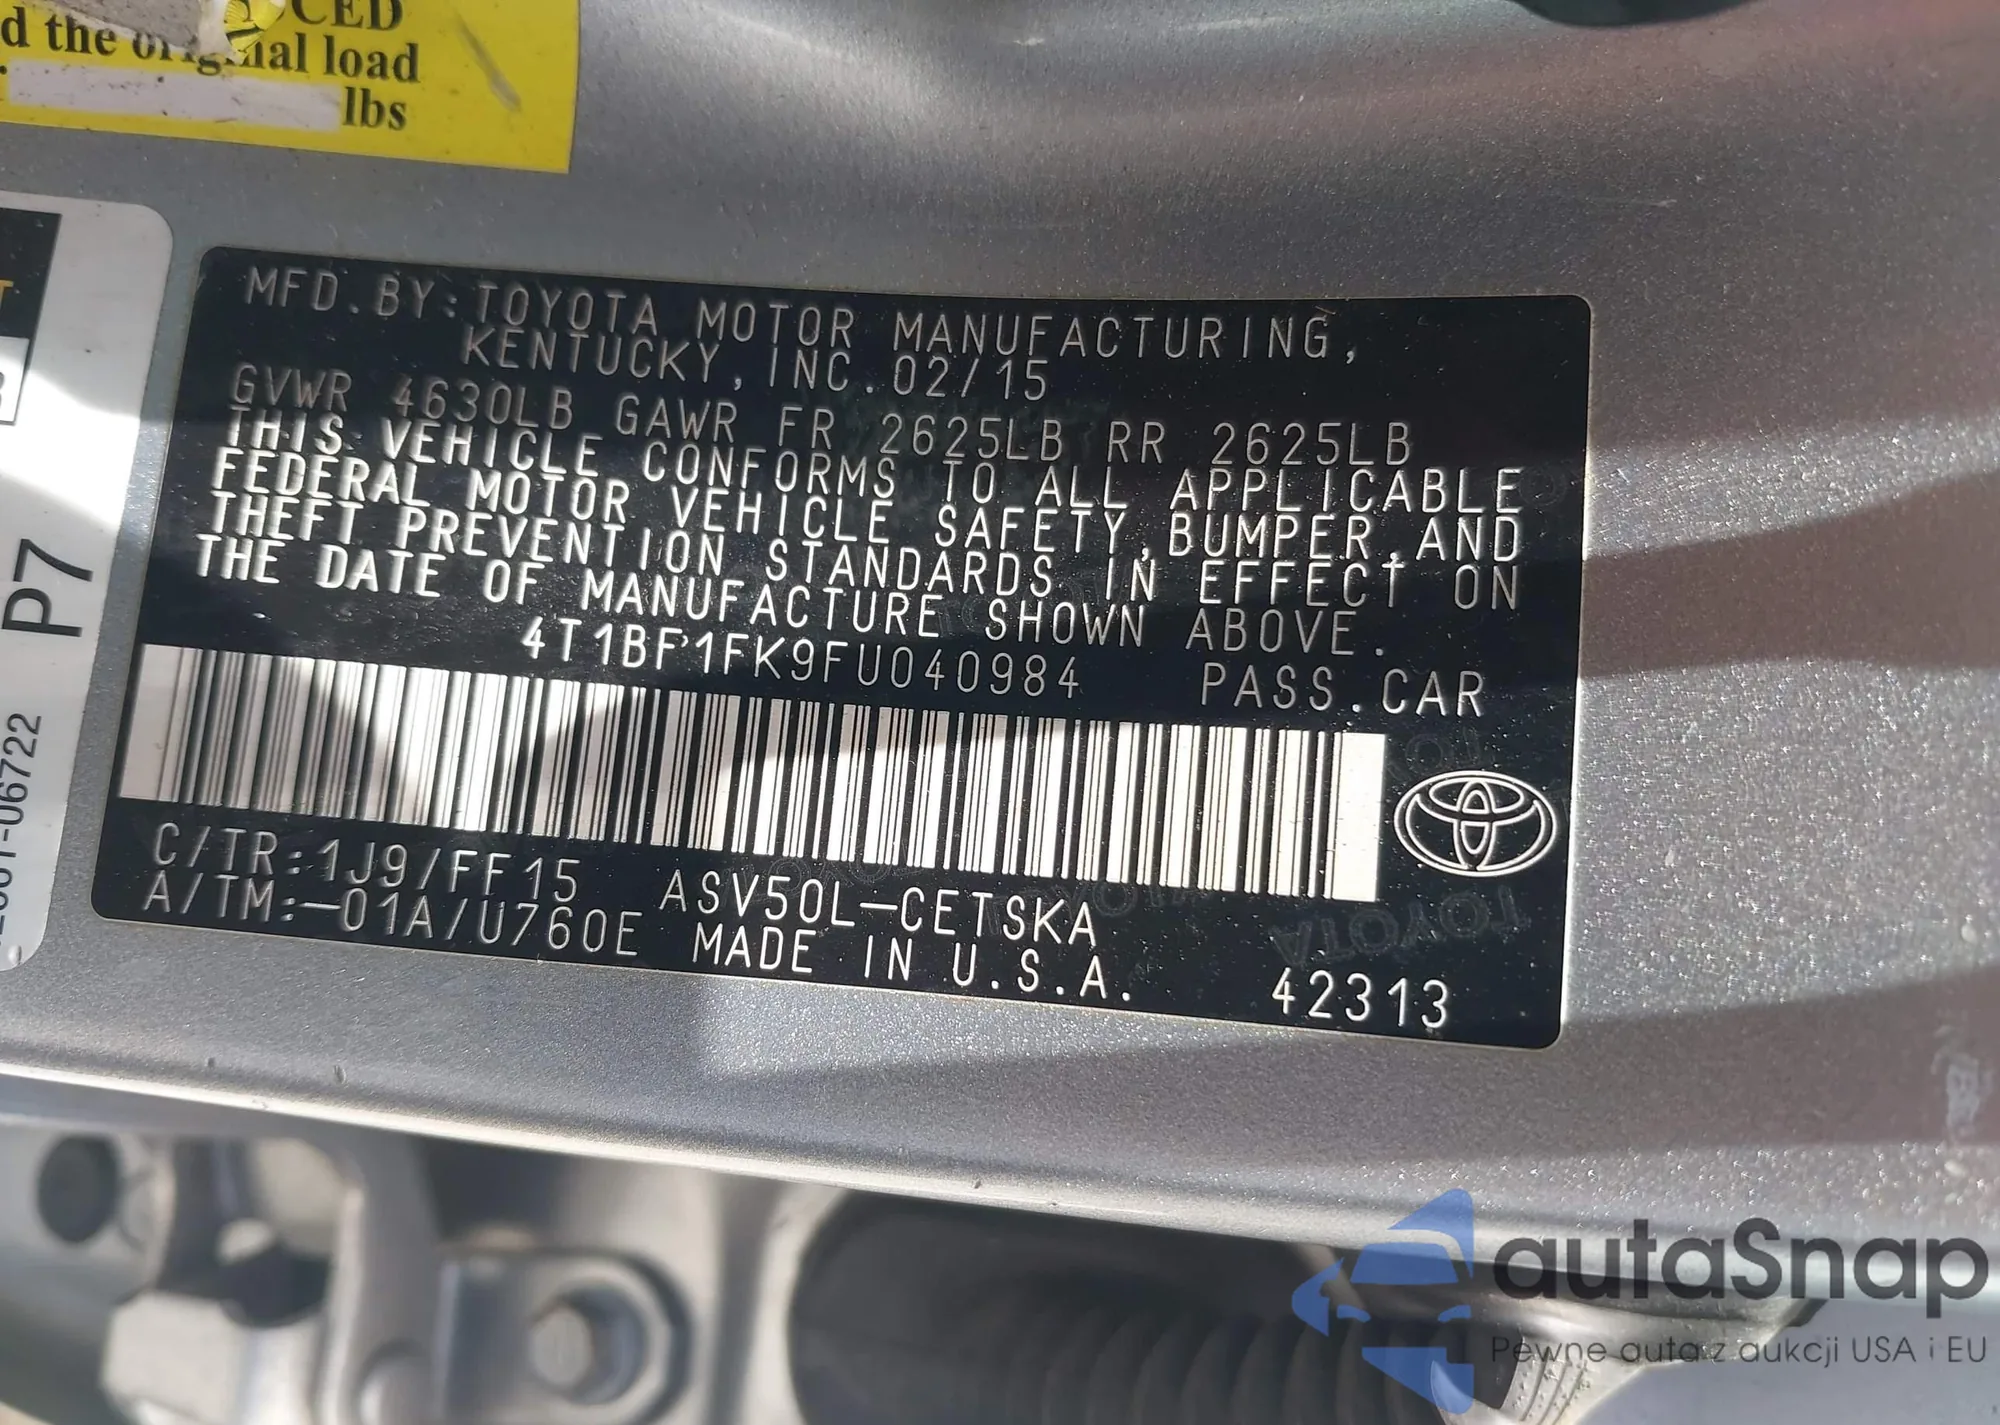 d the original load
lbs
P7
06722
MFD.BY:TOYOTA MOTOR MANUFACTURING,
KENTUCKY,INC.02/15
GVWR 4630LB GAWR FR 2625LB RR 2625LB
THIS VEHICLE CONFORMS TO ALL APPLICABLE
FEDERAL MOTOR VEHICLE SAFETY,BUMPER,AND
THEFT PREVENTION STANDARDS IN EFFECT ON
THE DATE OF MANUFACTURE SHOWN ABOVE.
4T1BF1FK9FU040984 PASS.CAR
C/TR:1J9/FF15 ASV50L-CETSKA
A/TM:-01A/U760E MADE IN U.S.A. 42313
TOYOTA TOYOTA
autaSnap
Pewne auta z aukcji USA i EU